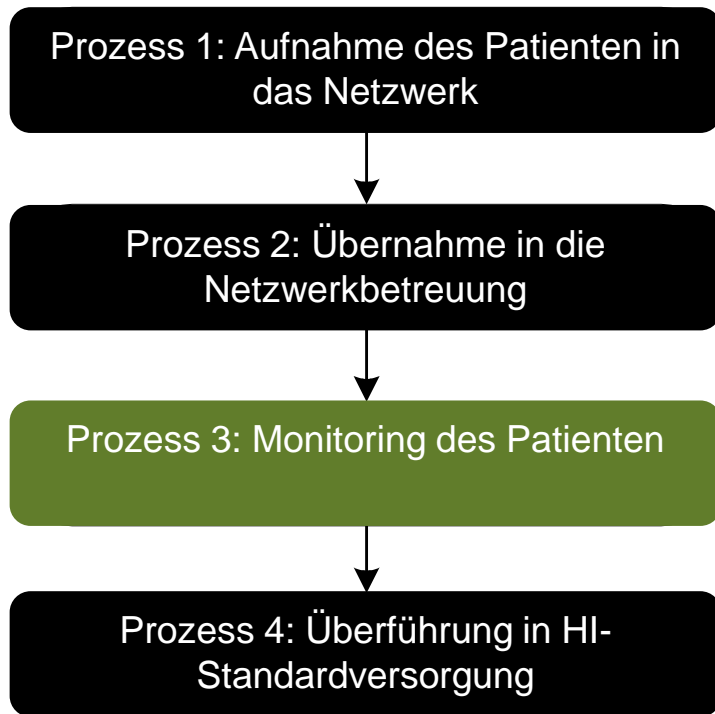 Prozess 1: Aufnahme des Patienten in
das Netzwerk
Prozess 2: Übernahme in die
Netzwerkbetreuung
Prozess 3: Monitoring des Patienten
Prozess 4: Überführung in HI-
Standardversorgung